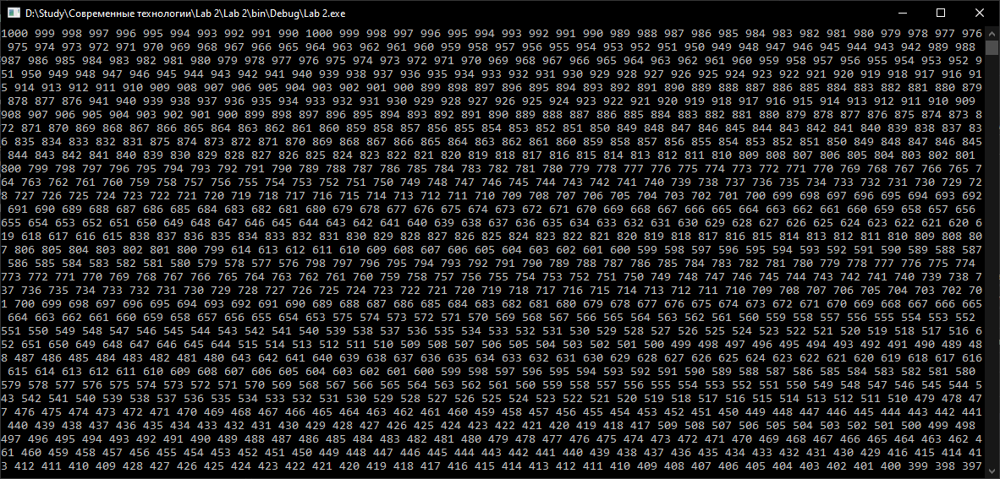 D:\Study\Современные технологии\Lab 2\Lab 2\bin\Debug\Lab 2.exe
1000 999 998 997 996 995 994 993 992 991 990 1000 999 998 997 996 995 994 993 992 991 990 989 988 987 986 985 984 983 982 981 980 979 978 977 976
975 974 973 972 971 970 969 968 967 966 965 964 963 962 961 960 959 958 957 956 955 954 953 952 951 950 949 948 947 946 945 944 943 942 989 988
987 986 985 984 983 982 981 980 979 978 977 976 975 974 973 972 971 970 969 968 967 966 965 964 963 962 961 960 959 958 957 956 955 954 953 952 9
51 950 949 948 947 946 945 944 943 942 941 940 939 938 937 936 935 934 933 932 931 930 929 928 927 926 925 924 923 922 921 920 919 918 917 916 91
5 914 913 912 911 910 909 908 907 906 905 904 903 902 901 900 899 898 897 896 895 894 893 892 891 890 889 888 887 886 885 884 883 882 881 880 879
878 877 876 941 940 939 938 937 936 935 934 933 932 931 930 929 928 927 926 925 924 923 922 921 920 919 918 917 916 915 914 913 912 911 910 909
908 907 906 905 904 903 902 901 900 899 898 897 896 895 894 893 892 891 890 889 888 887 886 885 884 883 882 881 880 879 878 877 876 875 874 873 8
72 871 870 869 868 867 866 865 864 863 862 861 860 859 858 857 856 855 854 853 852 851 850 849 848 847 846 845 844 843 842 841 840 839 838 837 83
6 835 834 833 832 831 875 874 873 872 871 870 869 868 867 866 865 864 863 862 861 860 859 858 857 856 855 854 853 852 851 850 849 848 847 846 845
844 843 842 841 840 839 830 829 828 827 826 825 824 823 822 821 820 819 818 817 816 815 814 813 812 811 810 809 808 807 806 805 804 803 802 801
800 799 798 797 796 795 794 793 792 791 790 789 788 787 786 785 784 783 782 781 780 779 778 777 776 775 774 773 772 771 770 769 768 767 766 765 7
64 763 762 761 760 759 758 757 756 755 754 753 752 751 750 749 748 747 746 745 744 743 742 741 740 739 738 737 736 735 734 733 732 731 730 729 72
8 727 726 725 724 723 722 721 720 719 718 717 716 715 714 713 712 711 710 709 708 707 706 705 704 703 702 701 700 699 698 697 696 695 694 693 692
691 690 689 688 687 686 685 684 683 682 681 680 679 678 677 676 675 674 673 672 671 670 669 668 667 666 665 664 663 662 661 660 659 658 657 656
655 654 653 652 651 650 649 648 647 646 645 644 643 642 641 640 639 638 637 636 635 634 633 632 631 630 629 628 627 626 625 624 623 622 621 620 6
19 618 617 616 615 838 837 836 835 834 833 832 831 830 829 828 827 826 825 824 823 822 821 820 819 818 817 816 815 814 813 812 811 810 809 808 80
7 806 805 804 803 802 801 800 799 614 613 612 611 610 609 608 607 606 605 604 603 602 601 600 599 598 597 596 595 594 593 592 591 590 589 588 587
586 585 584 583 582 581 580 579 578 577 576 798 797 796 795 794 793 792 791 790 789 788 787 786 785 784 783 782 781 780 779 778 777 776 775 774
773 772 771 770 769 768 767 766 765 764 763 762 761 760 759 758 757 756 755 754 753 752 751 750 749 748 747 746 745 744 743 742 741 740 739 738 7
37 736 735 734 733 732 731 730 729 728 727 726 725 724 723 722 721 720 719 718 717 716 715 714 713 712 711 710 709 708 707 706 705 704 703 702 70
1 700 699 698 697 696 695 694 693 692 691 690 689 688 687 686 685 684 683 682 681 680 679 678 677 676 675 674 673 672 671 670 669 668 667 666 665
664 663 662 661 660 659 658 657 656 655 654 653 575 574 573 572 571 570 569 568 567 566 565 564 563 562 561 560 559 558 557 556 555 554 553 552
551 550 549 548 547 546 545 544 543 542 541 540 539 538 537 536 535 534 533 532 531 530 529 528 527 526 525 524 523 522 521 520 519 518 517 516 6
52 651 650 649 648 647 646 645 644 515 514 513 512 511 510 509 508 507 506 505 504 503 502 501 500 499 498 497 496 495 494 493 492 491 490 489 48
8 487 486 485 484 483 482 481 480 643 642 641 640 639 638 637 636 635 634 633 632 631 630 629 628 627 626 625 624 623 622 621 620 619 618 617 616
615 614 613 612 611 610 609 608 607 606 605 604 603 602 601 600 599 598 597 596 595 594 593 592 591 590 589 588 587 586 585 584 583 582 581 580
579 578 577 576 575 574 573 572 571 570 569 568 567 566 565 564 563 562 561 560 559 558 557 556 555 554 553 552 551 550 549 548 547 546 545 544 5
43 542 541 540 539 538 537 536 535 534 533 532 531 530 529 528 527 526 525 524 523 522 521 520 519 518 517 516 515 514 513 512 511 510 479 478 47
7 476 475 474 473 472 471 470 469 468 467 466 465 464 463 462 461 460 459 458 457 456 455 454 453 452 451 450 449 448 447 446 445 444 443 442 441
440 439 438 437 436 435 434 433 432 431 430 429 428 427 426 425 424 423 422 421 420 419 418 417 509 508 507 506 505 504 503 502 501 500 499 498
497 496 495 494 493 492 491 490 489 488 487 486 485 484 483 482 481 480 479 478 477 476 475 474 473 472 471 470 469 468 467 466 465 464 463 462 4
61 460 459 458 457 456 455 454 453 452 451 450 449 448 447 446 445 444 443 442 441 440 439 438 437 436 435 434 433 432 431 430 429 416 415 414 41
3 412 411 410 409 428 427 426 425 424 423 422 421 420 419 418 417 416 415 414 413 412 411 410 409 408 407 406 405 404 403 402 401 400 399 398 397